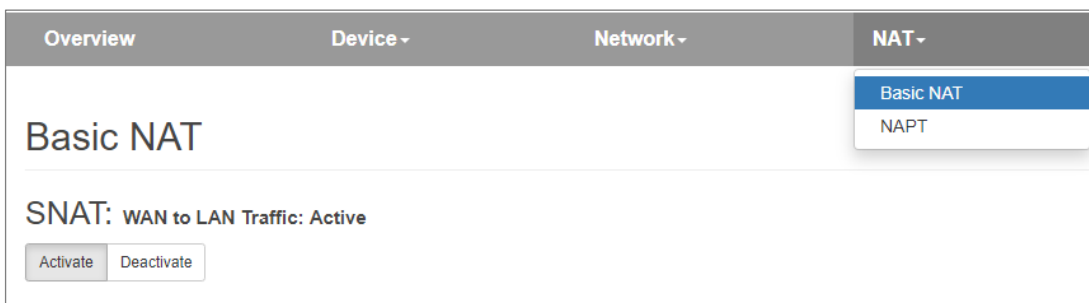 Overview Device Network NAT
Basic NAT
NAPT
Basic NAT
SNAT: WAN to LAN Traffic: Active
Activate Deactivate